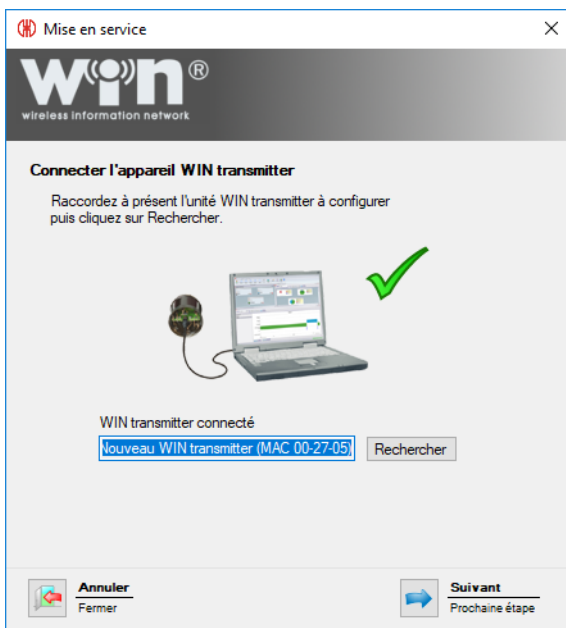 Mise en service
WIN®
wireless information network
Connecter l'appareil WIN transmitter
Raccordez à présent l'unité WIN transmitter à configurer
puis cliquez sur Rechercher.
WIN transmitter connecté
Nouveau WIN transmitter (MAC 00-27-05)
Rechercher
Annuler
Fermer
Suivant
Prochaine étape